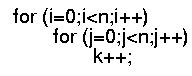 for (i=0;i<n;i++)
for (j=0;j<n;j++)
k++;